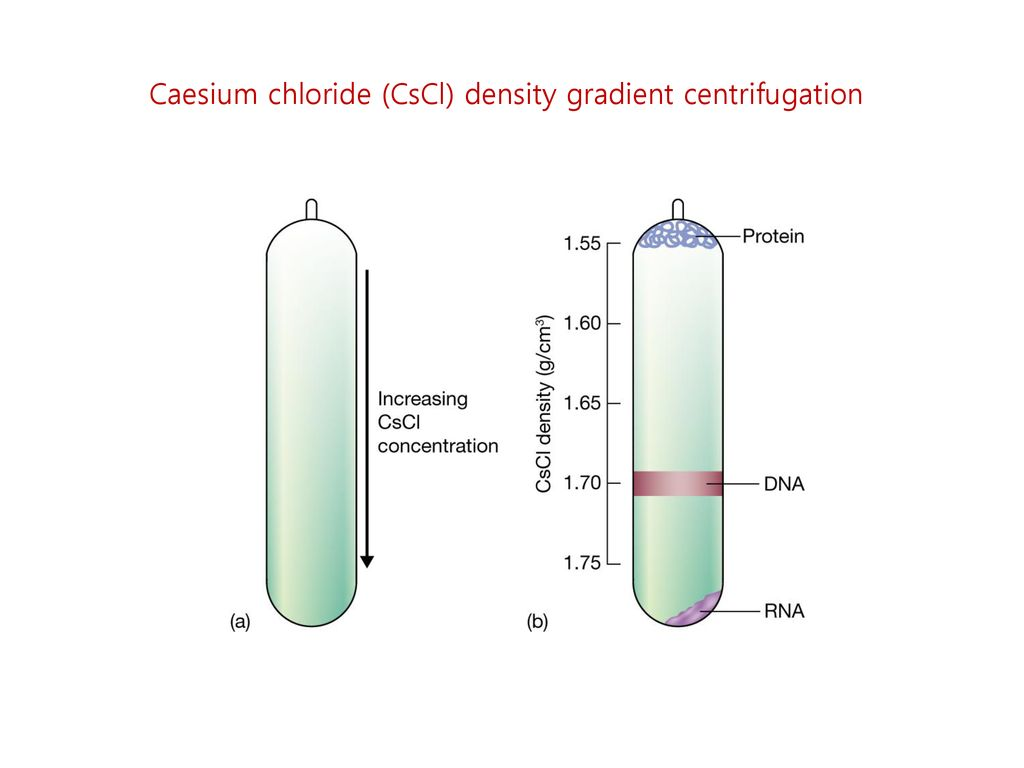 Caesium chloride (CsCl) density gradient centrifugation
Increasing
CsCl
concentration
(a)
CsCl density (g/cm³)
1.55
1.60
1.65
1.70
1.75
Protein
DNA
RNA
(b)